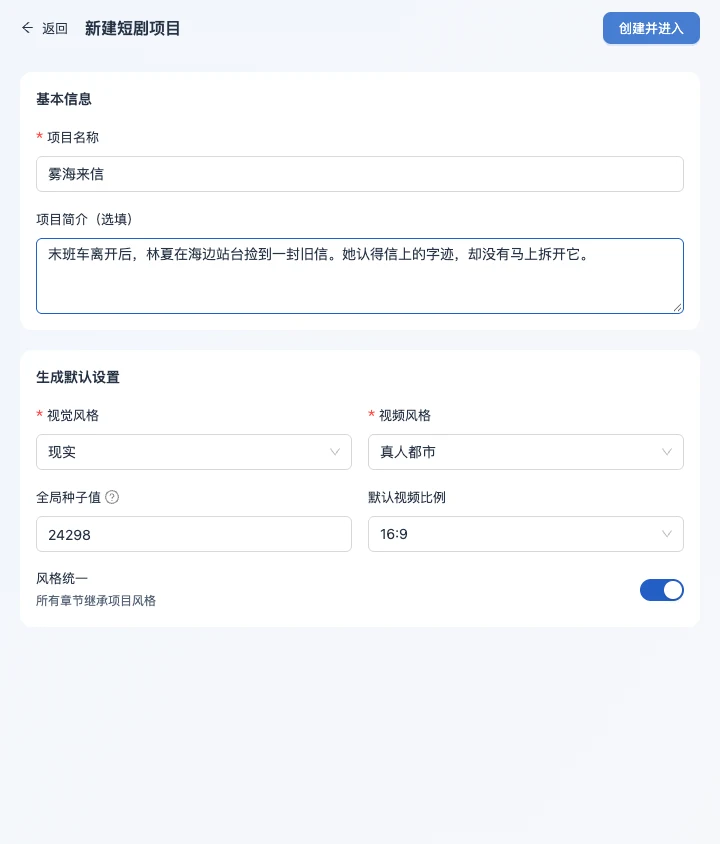 返回 新建短剧项目 创建并进入
基本信息
* 项目名称
雾海来信
项目简介（选填）
末班车离开后，林夏在海边站台捡到一封旧信。她认得信上的字迹，却没有马上拆开它。
生成默认设置
* 视觉风格 * 视频风格
现实 真人都市
全局种子值 ? 默认视频比例
24298 16:9
风格统一
所有章节继承项目风格